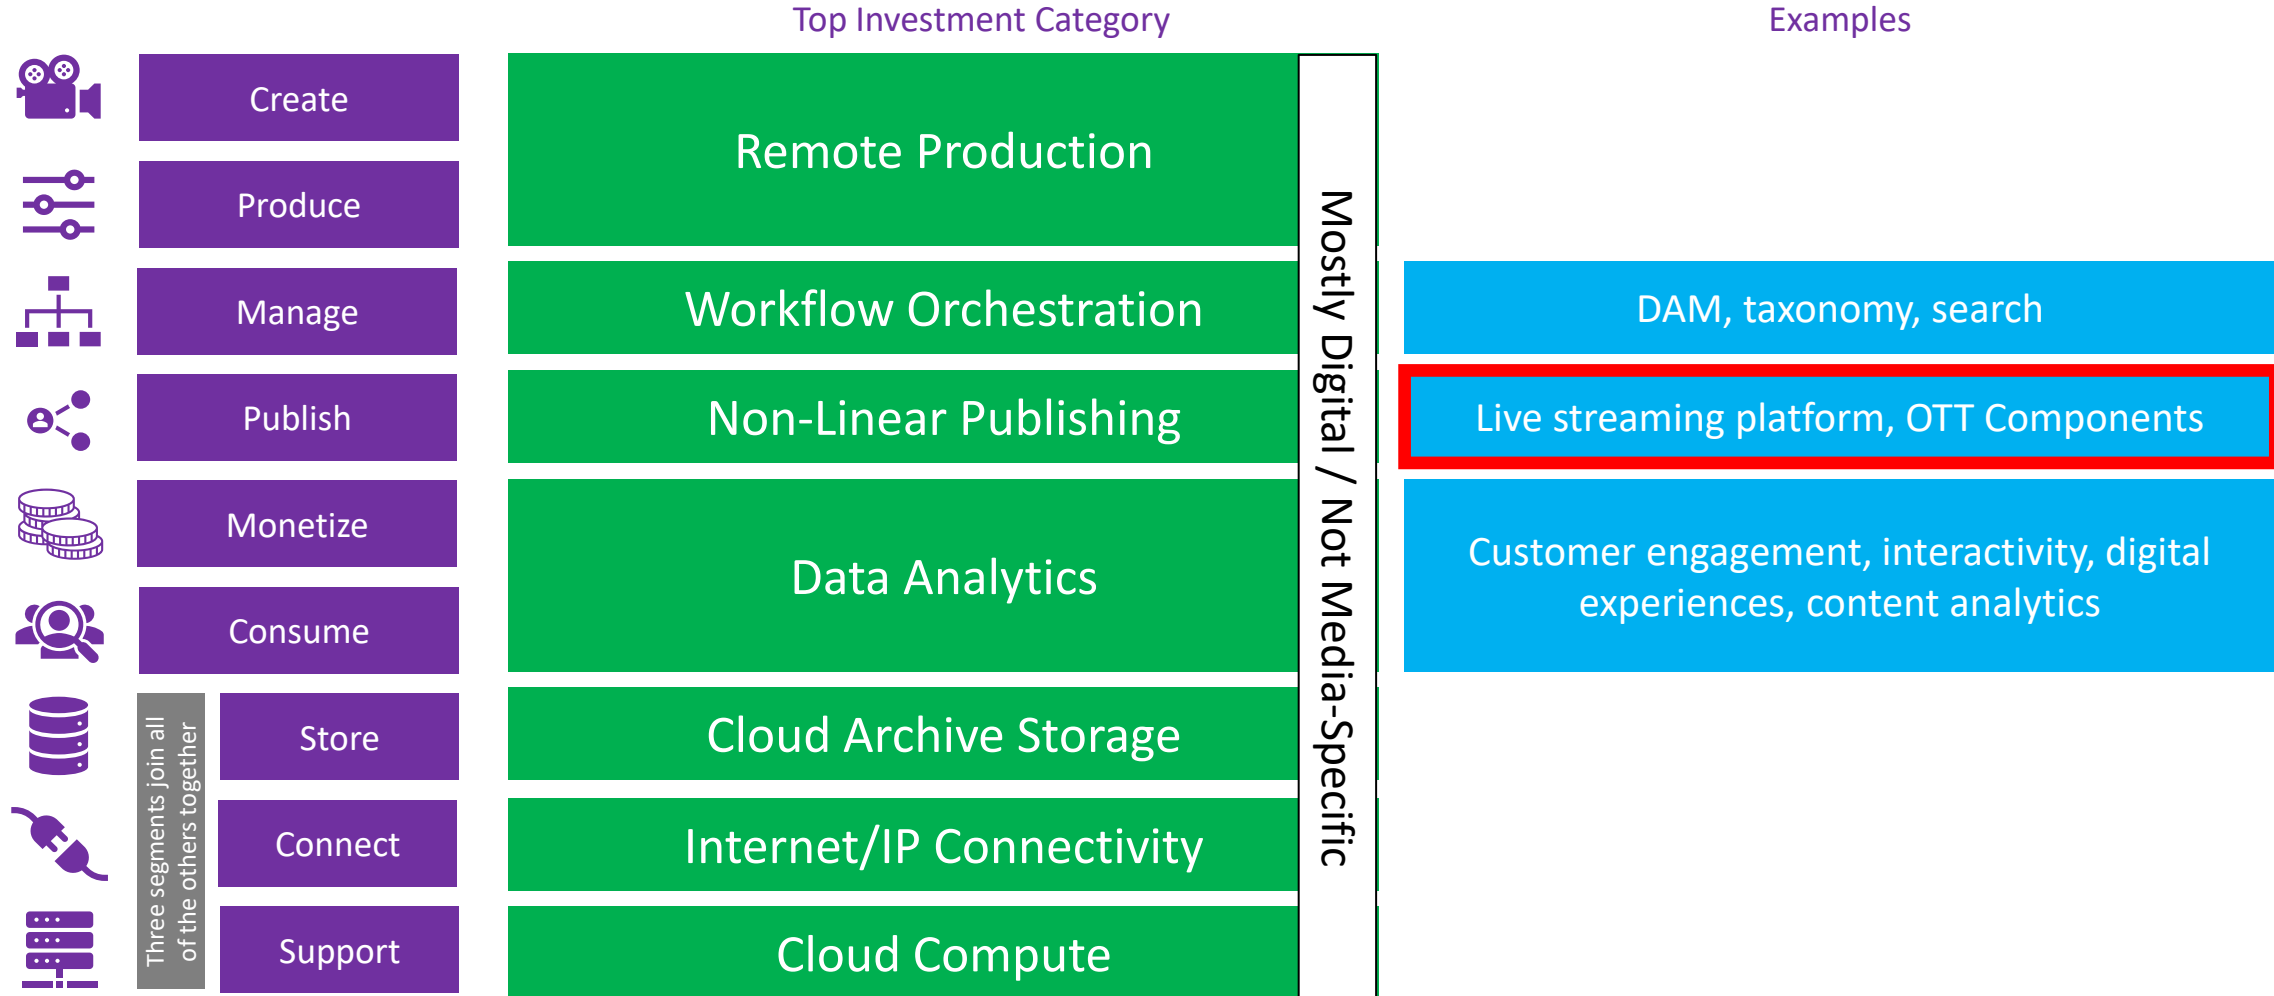 Top Investment Category
Examples
Create
Remote Production
Produce
Manage
Workflow Orchestration
DAM, taxonomy, search
Publish
Non-Linear Publishing
Live streaming platform, OTT Components
Monetize
Data Analytics
Customer engagement, interactivity, digital
experiences, content analytics
Consume
Three segments join all
of the others together
Store
Cloud Archive Storage
Connect
Internet/IP Connectivity
Support
Cloud Compute
Mostly Digital / Not Media-Specific